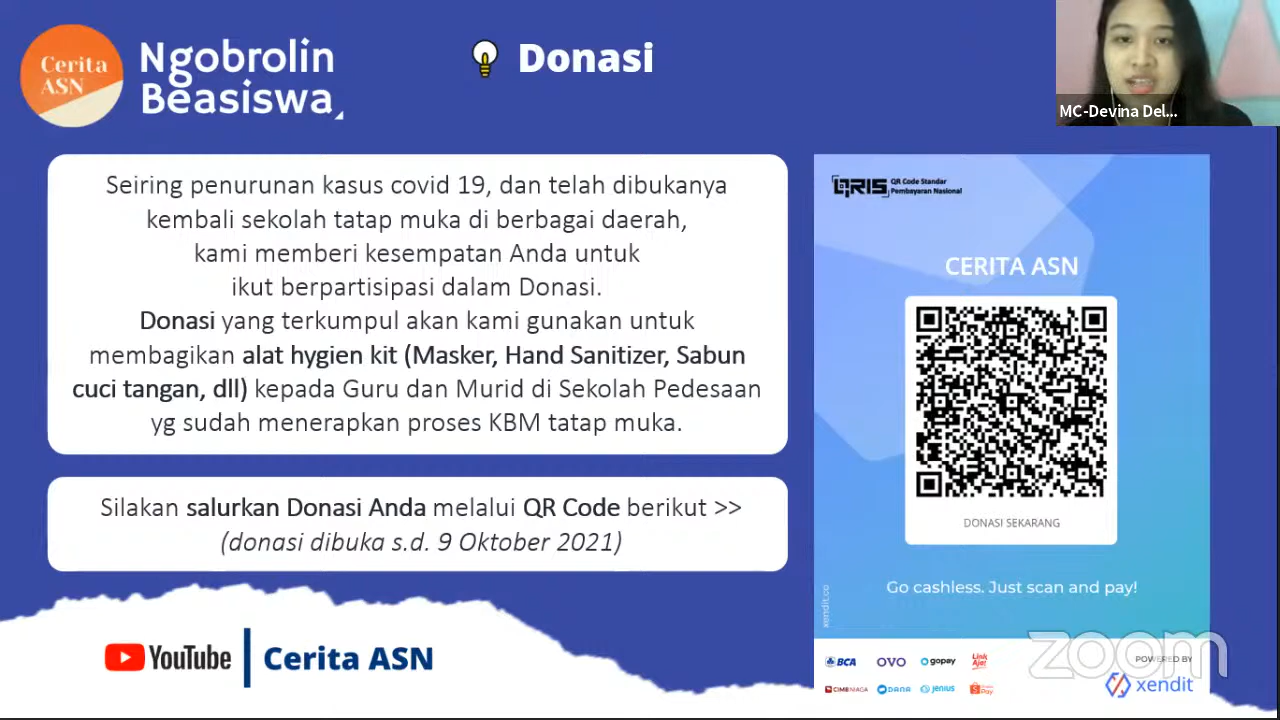 Cerita
ASN
Ngobrolin
Beasiswa
Donasi
MC-Devina Del...
Seiring penurunan kasus covid 19, dan telah dibukanya
kembali sekolah tatap muka di berbagai daerah,
kami memberi kesempatan Anda untuk
ikut berpartisipasi dalam Donasi.
Donasi yang terkumpul akan kami gunakan untuk
membagikan alat hygien kit (Masker, Hand Sanitizer, Sabun
cuci tangan, dll) kepada Guru dan Murid di Sekolah Pedesaan
yg sudah menerapkan proses KBM tatap muka.
Silakan salurkan Donasi Anda melalui QR Code berikut >>
(donasi dibuka s.d. 9 Oktober 2021)
YouTube
Cerita ASN
QRIS
QR Code Standar
Pembayaran Nasional
CERITA ASN
DONASI SEKARANG
Go cashless. Just scan and pay!
xendit.co
BCA OVO gopay Link Aja!
CIMB NIAGA DANA jenius Shopee Pay
POWERED BY
xendit
zoom